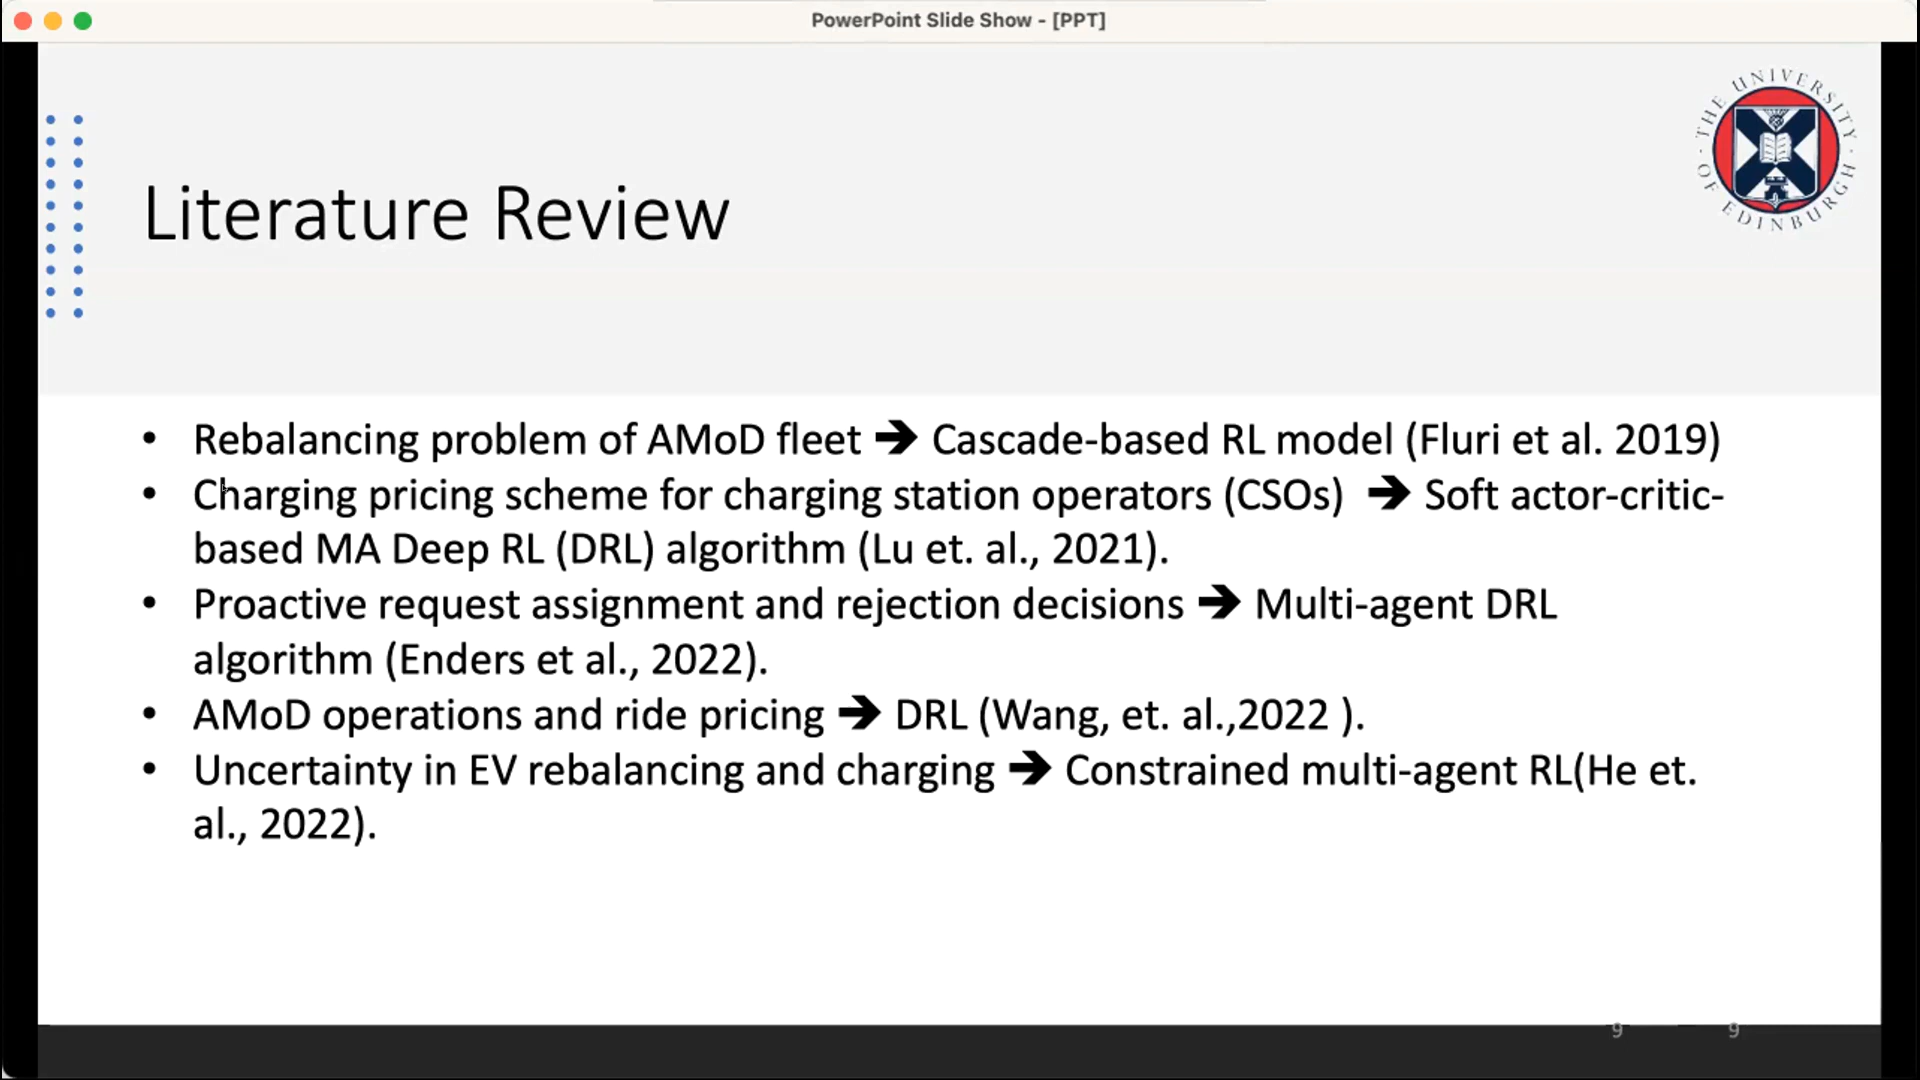 PowerPoint Slide Show - [PPT]
THE UNIVERSITY OF EDINBURGH
Literature Review
• Rebalancing problem of AMoD fleet 🡪 Cascade-based RL model (Fluri et al. 2019)
• Charging pricing scheme for charging station operators (CSOs) 🡪 Soft actor-critic-
based MA Deep RL (DRL) algorithm (Lu et. al., 2021).
• Proactive request assignment and rejection decisions 🡪 Multi-agent DRL
algorithm (Enders et al., 2022).
• AMoD operations and ride pricing 🡪 DRL (Wang, et. al.,2022 ).
• Uncertainty in EV rebalancing and charging 🡪 Constrained multi-agent RL(He et.
al., 2022).
9 9